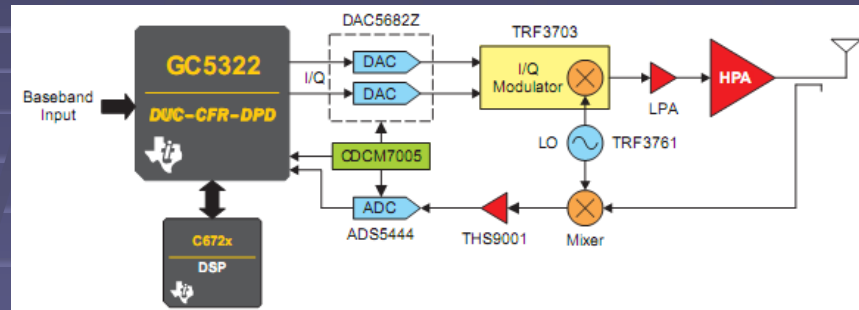 DAC5682Z
TRF3703
GC5322
DUC-CFR-DPD
Baseband
Input
I/Q
DAC
DAC
I/Q
Modulator
LPA
HPA
LO
TRF3761
CDCM7005
ADC
ADS5444
THS9001
Mixer
C672x
DSP